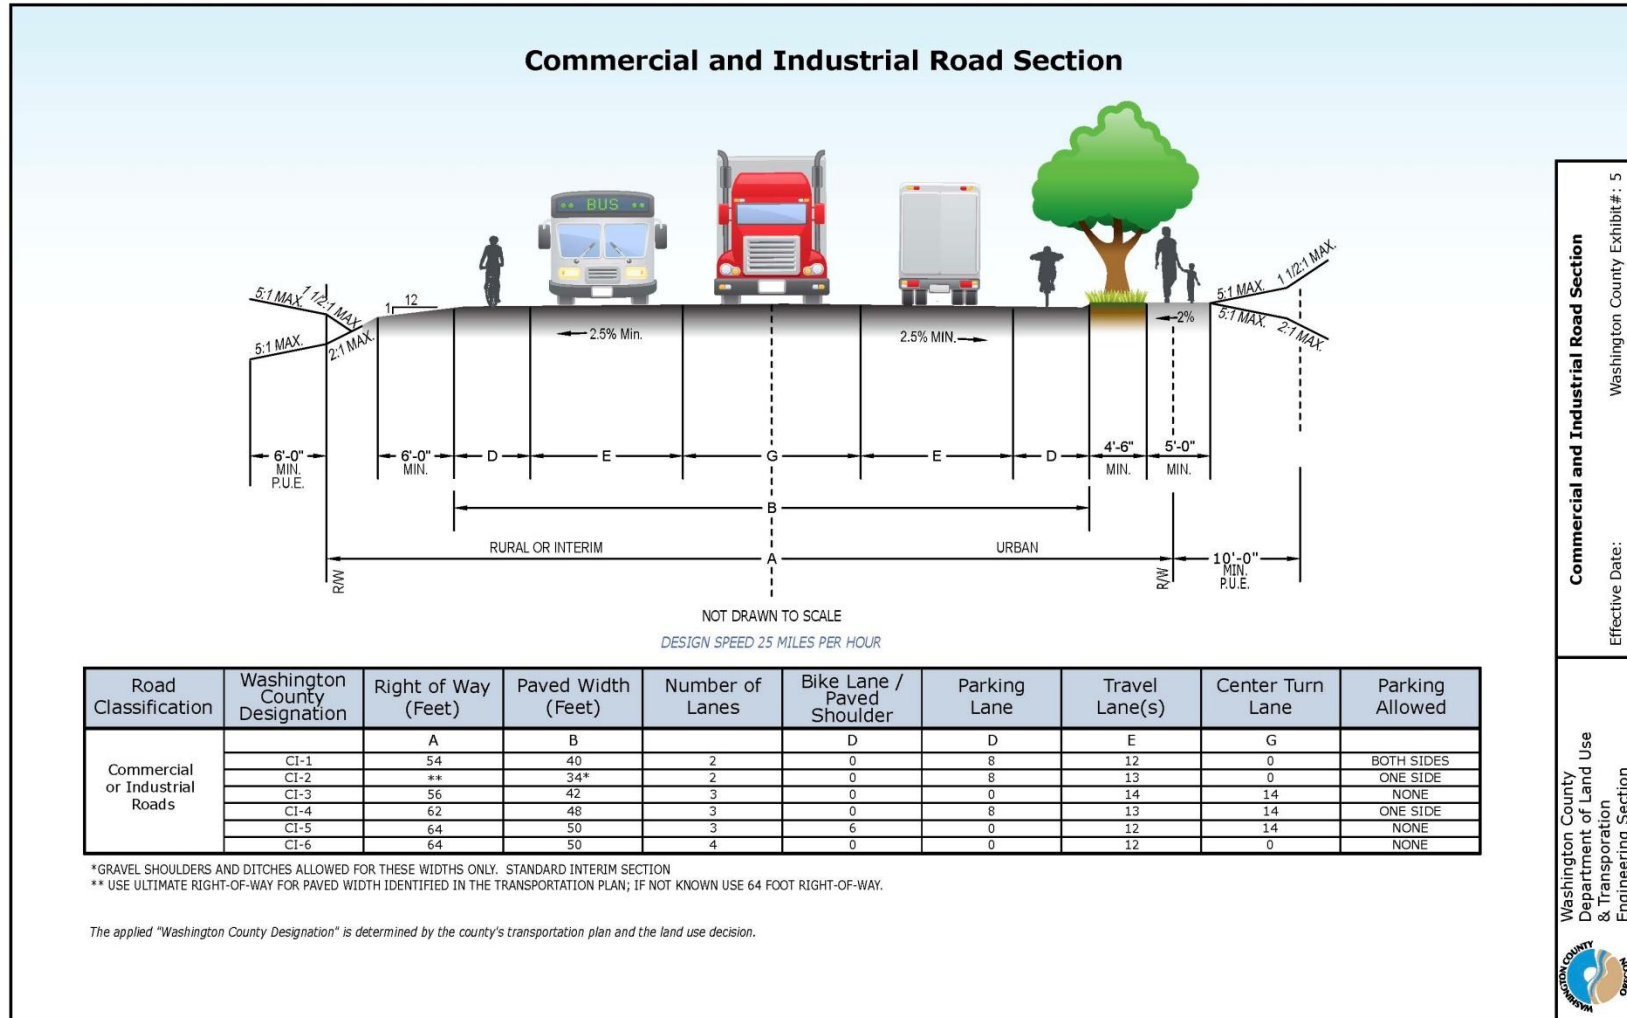 Commercial and Industrial Road Section
BUS
5:1 MAX.
1 1/2:1 MAX.
1
12
5:1 MAX.
2:1 MAX.
2.5% Min.
2.5% MIN.
2%
5:1 MAX.
1 1/2:1 MAX.
5:1 MAX.
2:1 MAX.
6'-0"
MIN.
P.U.E.
6'-0"
MIN.
D
E
G
E
D
4'-6"
MIN.
5'-0"
MIN.
B
RURAL OR INTERIM
A
URBAN
R/W
R/W
10'-0"
MIN.
P.U.E.
NOT DRAWN TO SCALE
DESIGN SPEED 25 MILES PER HOUR
Road Classification Washington County Designation Right of Way (Feet) Paved Width (Feet) Number of Lanes Bike Lane / Paved Shoulder Parking Lane Travel Lane(s) Center Turn Lane Parking Allowed
A B D D E G
Commercial or Industrial Roads
CI-1 54 40 2 0 8 12 0 BOTH SIDES
CI-2 ** 34* 2 0 8 13 0 ONE SIDE
CI-3 56 42 3 0 0 14 14 NONE
CI-4 62 48 3 0 8 13 14 ONE SIDE
CI-5 64 50 3 6 0 12 14 NONE
CI-6 64 50 4 0 0 12 0 NONE
*GRAVEL SHOULDERS AND DITCHES ALLOWED FOR THESE WIDTHS ONLY. STANDARD INTERIM SECTION
** USE ULTIMATE RIGHT-OF-WAY FOR PAVED WIDTH IDENTIFIED IN THE TRANSPORTATION PLAN; IF NOT KNOWN USE 64 FOOT RIGHT-OF-WAY.
The applied "Washington County Designation" is determined by the county's transportation plan and the land use decision.
Commercial and Industrial Road Section
Effective Date:
Washington County Exhibit#: 5
Washington County
Department of Land Use
& Transporation
Engineering Section
WASHINGTON COUNTY
OREGON